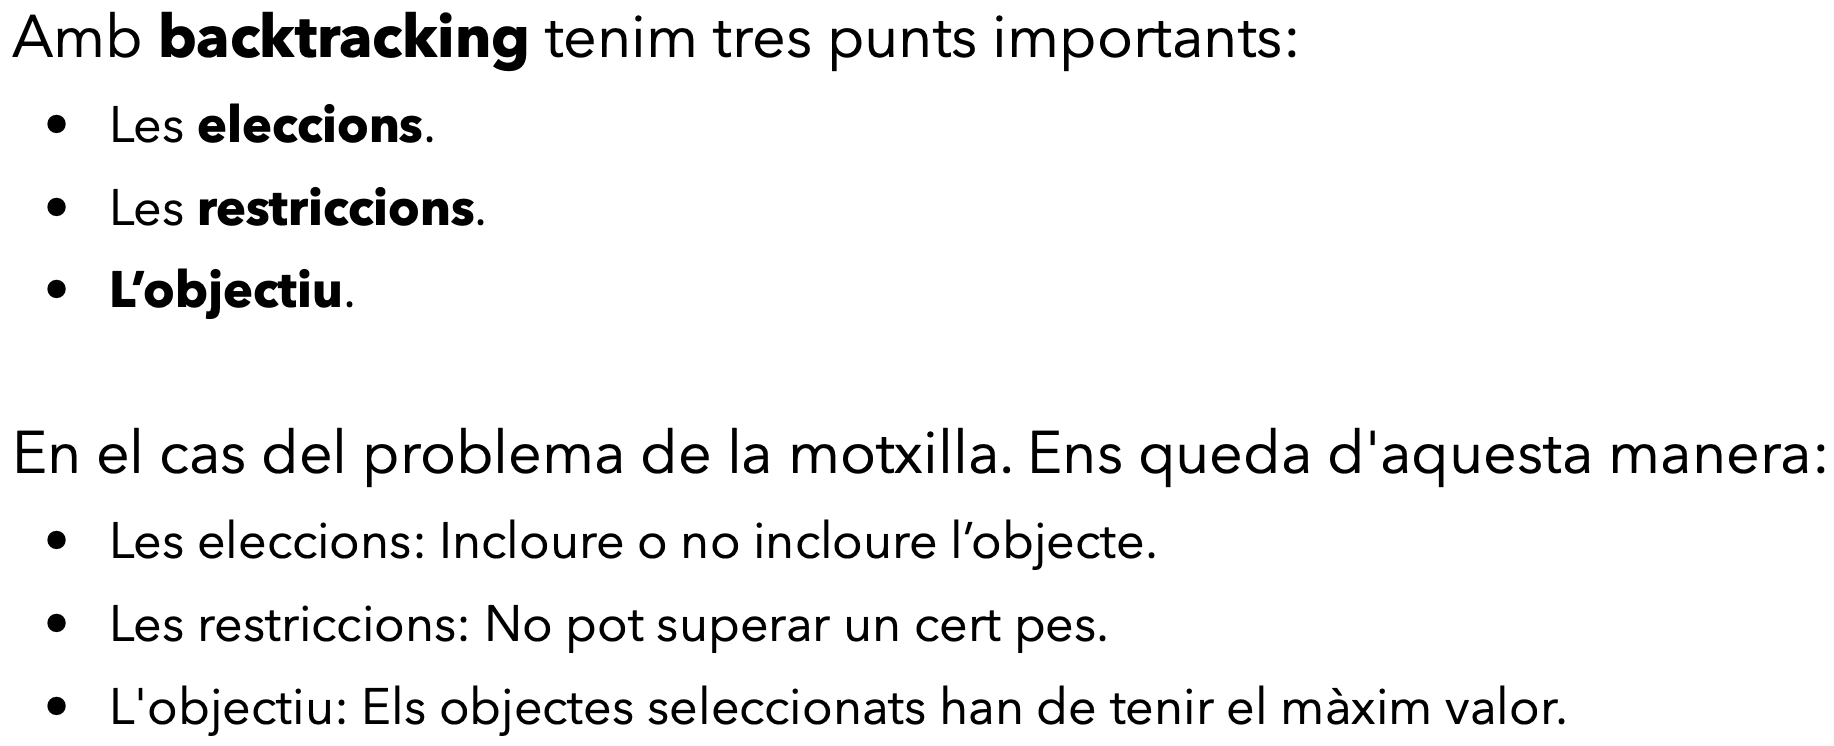 Amb backtracking tenim tres punts importants:
• Les eleccions.
• Les restriccions.
• L’objectiu.
En el cas del problema de la motxilla. Ens queda d'aquesta manera:
• Les eleccions: Incloure o no incloure l’objecte.
• Les restriccions: No pot superar un cert pes.
• L'objectiu: Els objectes seleccionats han de tenir el màxim valor.